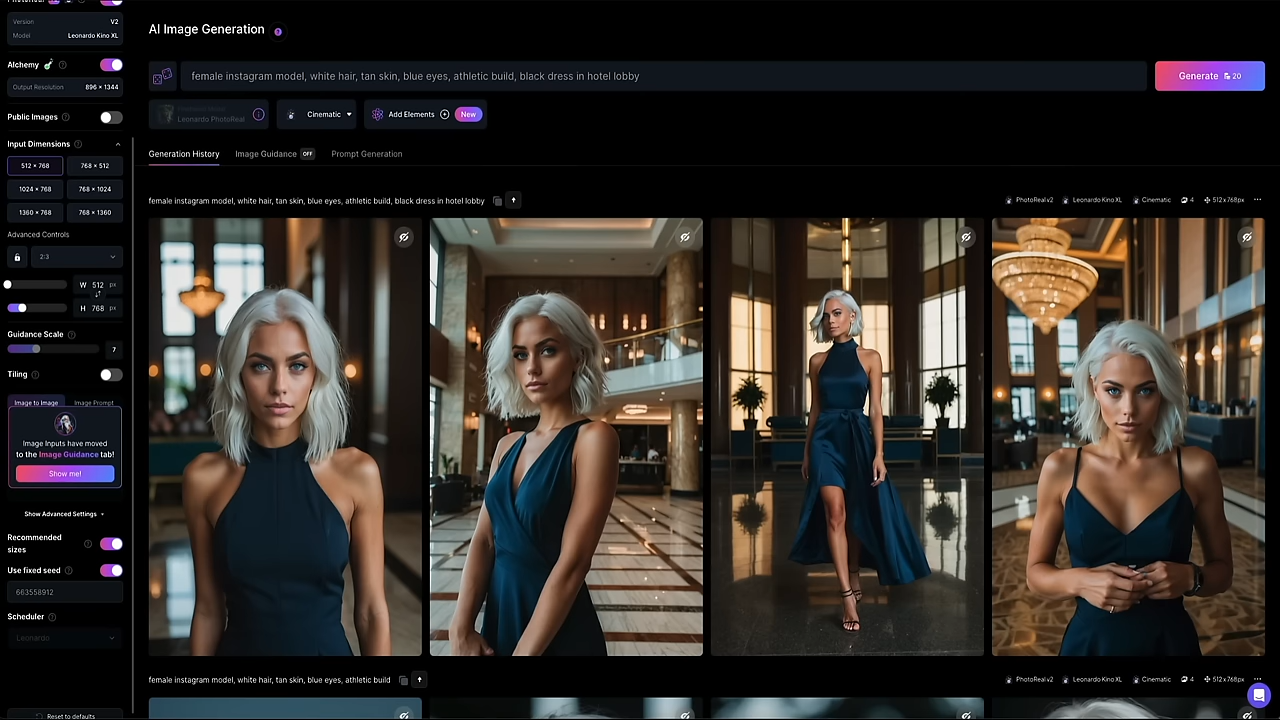 PhotoReal
Version V2
Model Leonardo Kino XL
Alchemy
Output Resolution 896 × 1344
Public Images
Input Dimensions
512 × 768 768 × 512
1024 × 768 768 × 1024
1360 × 768 768 × 1360
Advanced Controls
2:3
W 512 px
H 768 px
Guidance Scale
7
Tiling
Image to Image Image Prompt
Image Inputs have moved
to the Image Guidance tab!
Show me!
Show Advanced Settings
Recommended
sizes
Use fixed seed
663558912
Scheduler
Leonardo
Reset to defaults
AI Image Generation
female instagram model, white hair, tan skin, blue eyes, athletic build, black dress in hotel lobby
Generate 20
Leonardo PhotoReal
Cinematic
Add Elements New
Generation History Image Guidance OFF Prompt Generation
female instagram model, white hair, tan skin, blue eyes, athletic build, black dress in hotel lobby
PhotoReal v2 Leonardo Kino XL Cinematic 4 512x768px
female instagram model, white hair, tan skin, blue eyes, athletic build
PhotoReal v2 Leonardo Kino XL Cinematic 4 512x768px